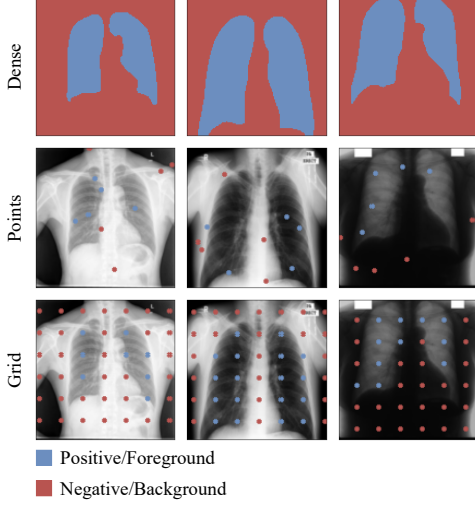 Dense
Points
Grid
Positive/Foreground
Negative/Background